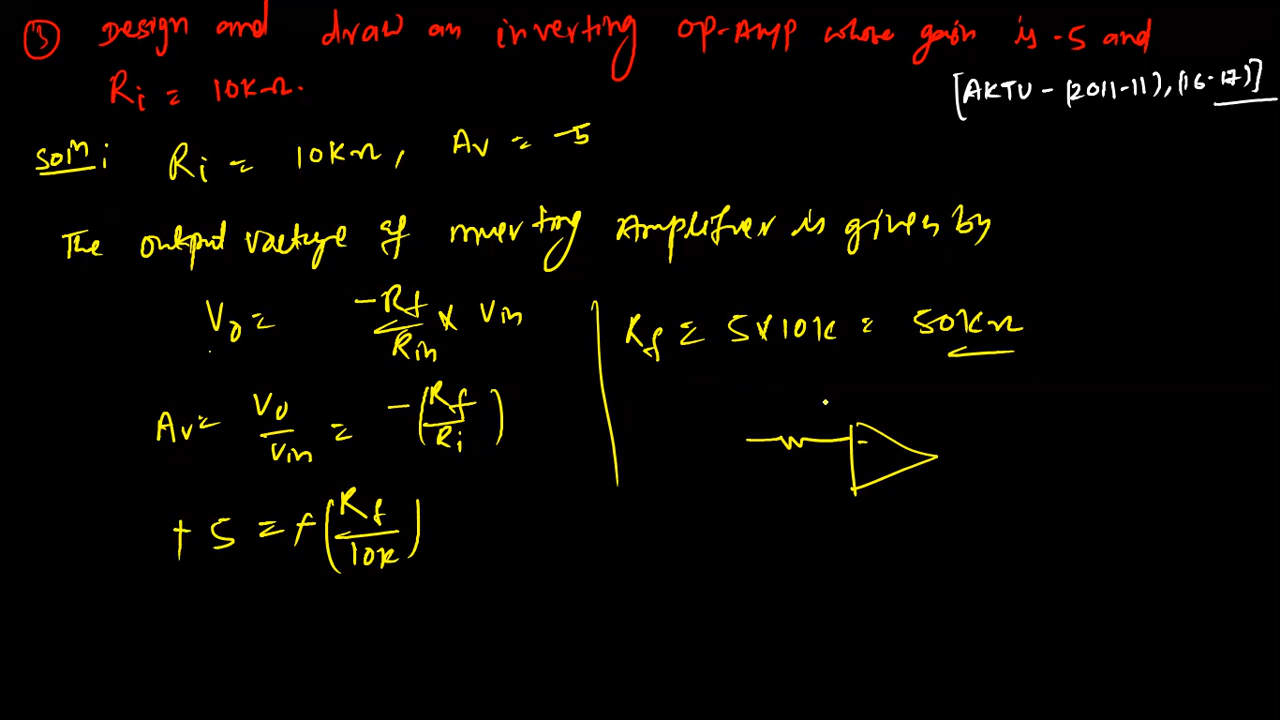 ③ Design and draw an inverting OP-Amp whose gain is -5 and
Ri = 10KΩ.
[AKTU - (2011-11), (16-17)]
Soln: Ri = 10KΩ, Av = -5
The output voltage of inverting Amplifier is given by
Vo = -Rf/Rin × Vin
Av = Vo/Vin = -(Rf/Ri)
+ 5 = + (Rf/10K)
Rf = 5×10K = 50KΩ
-